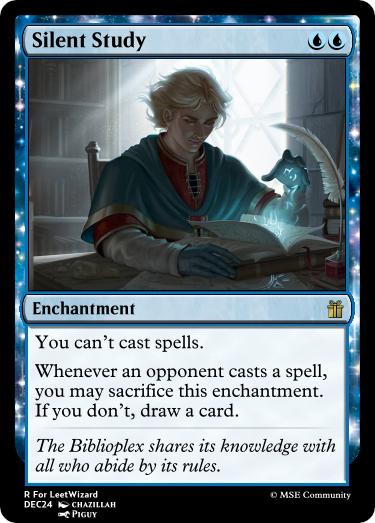 Silent Study
Enchantment
You can't cast spells.
Whenever an opponent casts a spell,
you may sacrifice this enchantment.
If you don't, draw a card.
The Biblioplex shares its knowledge with
all who abide by its rules.
R For LeetWizard
DEC24 CHAZILLAH
PIGUY
© MSE Community